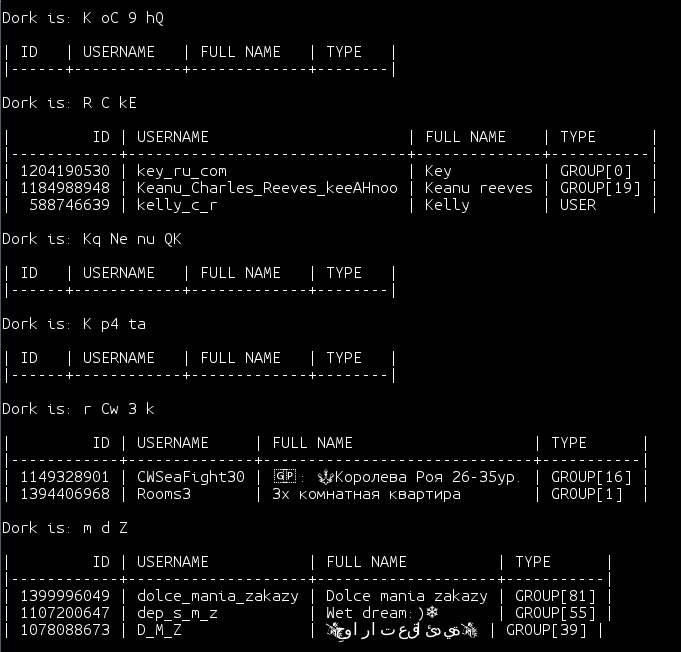 Dork is: K oC 9 hQ
| ID | USERNAME | FULL NAME | TYPE |
|------+------------+-------------+--------|
Dork is: R C kE
| ID | USERNAME | FULL NAME | TYPE |
|------------+------------------------------+-------------+-----------|
| 1204190530 | key_ru_com | Key | GROUP[0] |
| 1184988948 | Keanu_Charles_Reeves_keeAHnoo | Keanu reeves | GROUP[19] |
| 588746639 | kelly_c_r | Kelly | USER |
Dork is: Kq Ne nu QK
| ID | USERNAME | FULL NAME | TYPE |
|------+------------+-------------+--------|
Dork is: K p4 ta
| ID | USERNAME | FULL NAME | TYPE |
|------+------------+-------------+--------|
Dork is: r Cw 3 k
| ID | USERNAME | FULL NAME | TYPE |
|------------+--------------+-----------------------------+-----------|
| 1149328901 | CWSeaFight30 | 🇬🇵: 🔱Королева Роя 26-35ур. | GROUP[16] |
| 1394406968 | Rooms3 | 3х комнатная квартира | GROUP[1] |
Dork is: m d Z
| ID | USERNAME | FULL NAME | TYPE |
|------------+--------------------+--------------------+-----------|
| 1399996049 | dolce_mania_zakazy | Dolce mania zakazy | GROUP[81] |
| 1107200647 | dep_s_m_z | Wet dream:)❄ | GROUP[55] |
| 1078088673 | D_M_Z | | GROUP[39] |